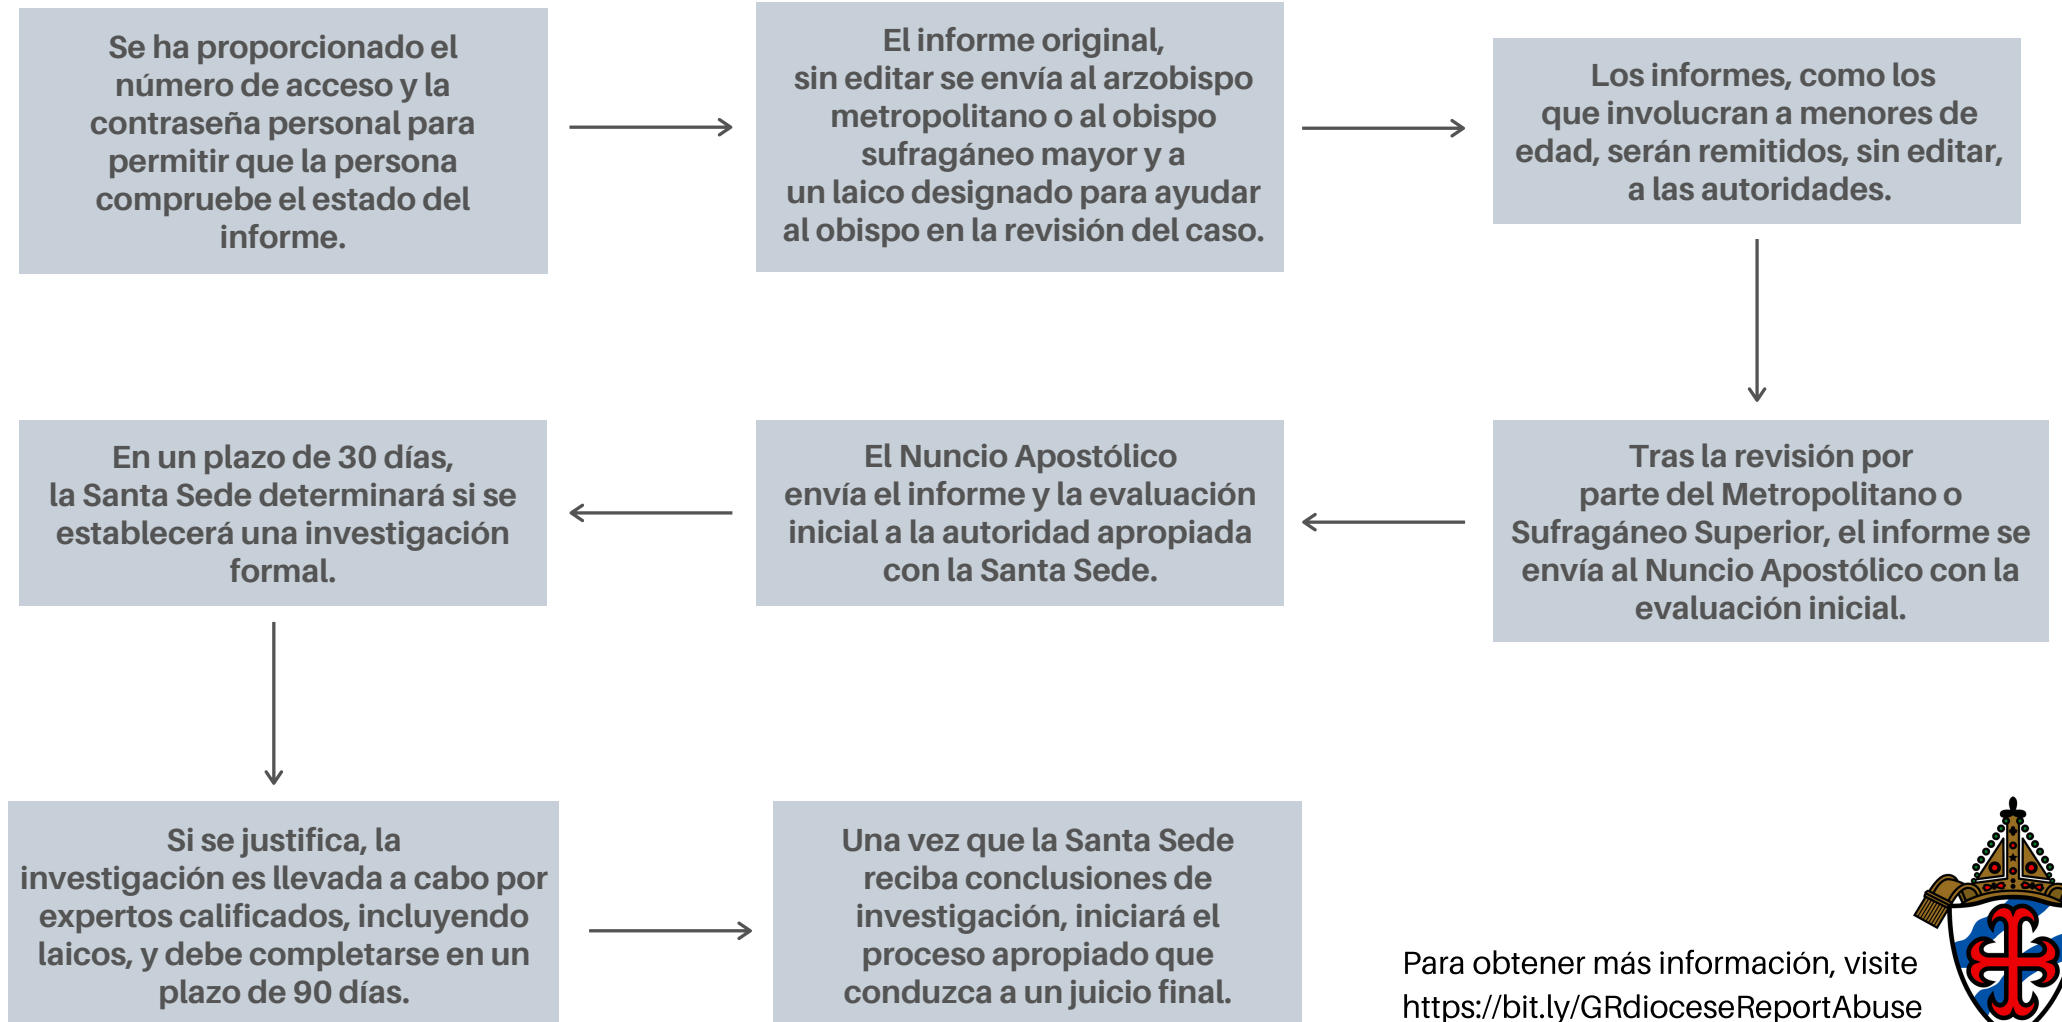 Se ha proporcionado el
número de acceso y la
contraseña personal para
permitir que la persona
compruebe el estado del
informe.
El informe original,
sin editar se envía al arzobispo
metropolitano o al obispo
sufragáneo mayor y a
un laico designado para ayudar
al obispo en la revisión del caso.
Los informes, como los
que involucran a menores de
edad, serán remitidos, sin editar,
a las autoridades.
Tras la revisión por
parte del Metropolitano o
Sufragáneo Superior, el informe se
envía al Nuncio Apostólico con la
evaluación inicial.
El Nuncio Apostólico
envía el informe y la evaluación
inicial a la autoridad apropiada
con la Santa Sede.
En un plazo de 30 días,
la Santa Sede determinará si se
establecerá una investigación
formal.
Si se justifica, la
investigación es llevada a cabo por
expertos calificados, incluyendo
laicos, y debe completarse en un
plazo de 90 días.
Una vez que la Santa Sede
reciba conclusiones de
investigación, iniciará el
proceso apropiado que
conduzca a un juicio final.
Para obtener más información, visite
https://bit.ly/GRdioceseReportAbuse